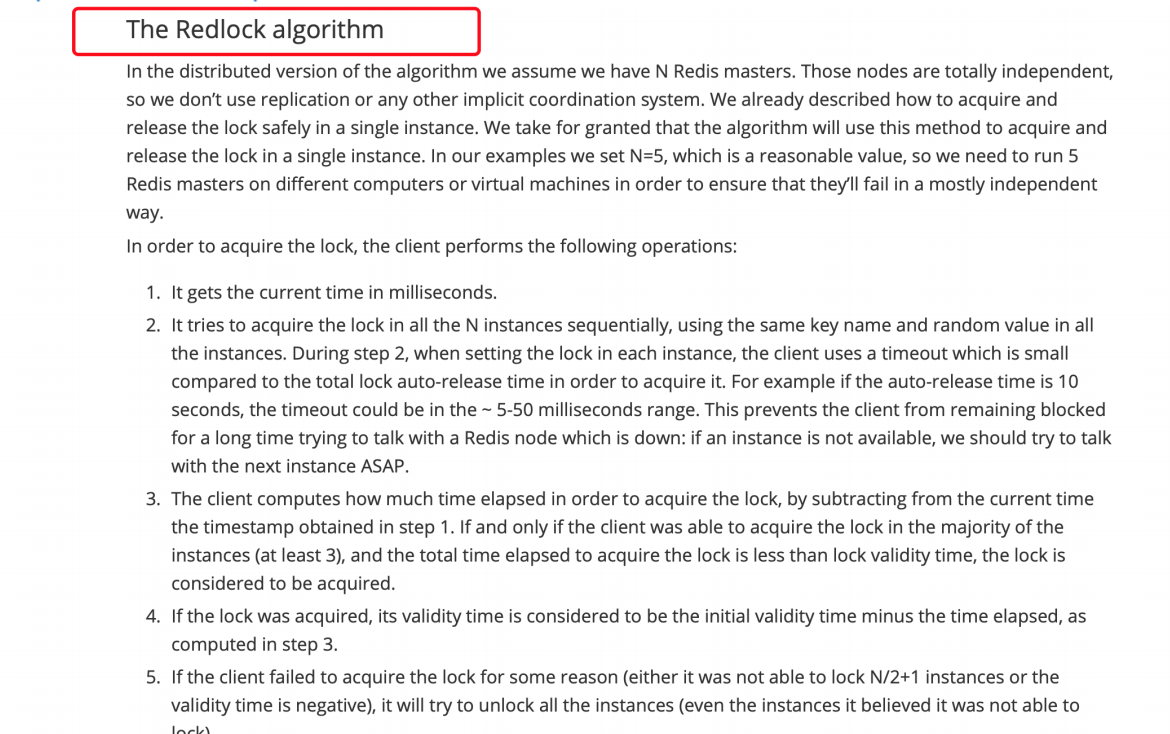 The Redlock algorithm
In the distributed version of the algorithm we assume we have N Redis masters. Those nodes are totally independent,
so we don’t use replication or any other implicit coordination system. We already described how to acquire and
release the lock safely in a single instance. We take for granted that the algorithm will use this method to acquire and
release the lock in a single instance. In our examples we set N=5, which is a reasonable value, so we need to run 5
Redis masters on different computers or virtual machines in order to ensure that they’ll fail in a mostly independent
way.
In order to acquire the lock, the client performs the following operations:
1. It gets the current time in milliseconds.
2. It tries to acquire the lock in all the N instances sequentially, using the same key name and random value in all
the instances. During step 2, when setting the lock in each instance, the client uses a timeout which is small
compared to the total lock auto-release time in order to acquire it. For example if the auto-release time is 10
seconds, the timeout could be in the ~ 5-50 milliseconds range. This prevents the client from remaining blocked
for a long time trying to talk with a Redis node which is down: if an instance is not available, we should try to talk
with the next instance ASAP.
3. The client computes how much time elapsed in order to acquire the lock, by subtracting from the current time
the timestamp obtained in step 1. If and only if the client was able to acquire the lock in the majority of the
instances (at least 3), and the total time elapsed to acquire the lock is less than lock validity time, the lock is
considered to be acquired.
4. If the lock was acquired, its validity time is considered to be the initial validity time minus the time elapsed, as
computed in step 3.
5. If the client failed to acquire the lock for some reason (either it was not able to lock N/2+1 instances or the
validity time is negative), it will try to unlock all the instances (even the instances it believed it was not able to
lock)